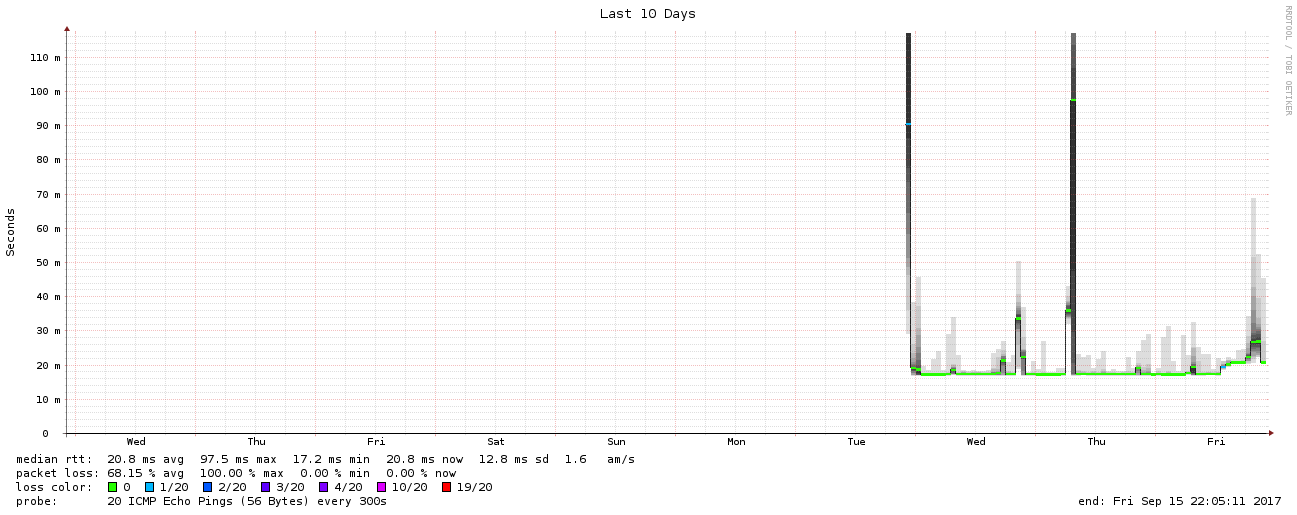 Last 10 Days
RRDTOOL / TOBI OETIKER
Seconds
110 m
100 m
90 m
80 m
70 m
60 m
50 m
40 m
30 m
20 m
10 m
0
Wed Thu Fri Sat Sun Mon Tue Wed Thu Fri
median rtt: 20.8 ms avg 97.5 ms max 17.2 ms min 20.8 ms now 12.8 ms sd 1.6 am/s
packet loss: 68.15 % avg 100.00 % max 0.00 % min 0.00 % now
loss color: 0 1/20 2/20 3/20 4/20 10/20 19/20
probe: 20 ICMP Echo Pings (56 Bytes) every 300s end: Fri Sep 15 22:05:11 2017